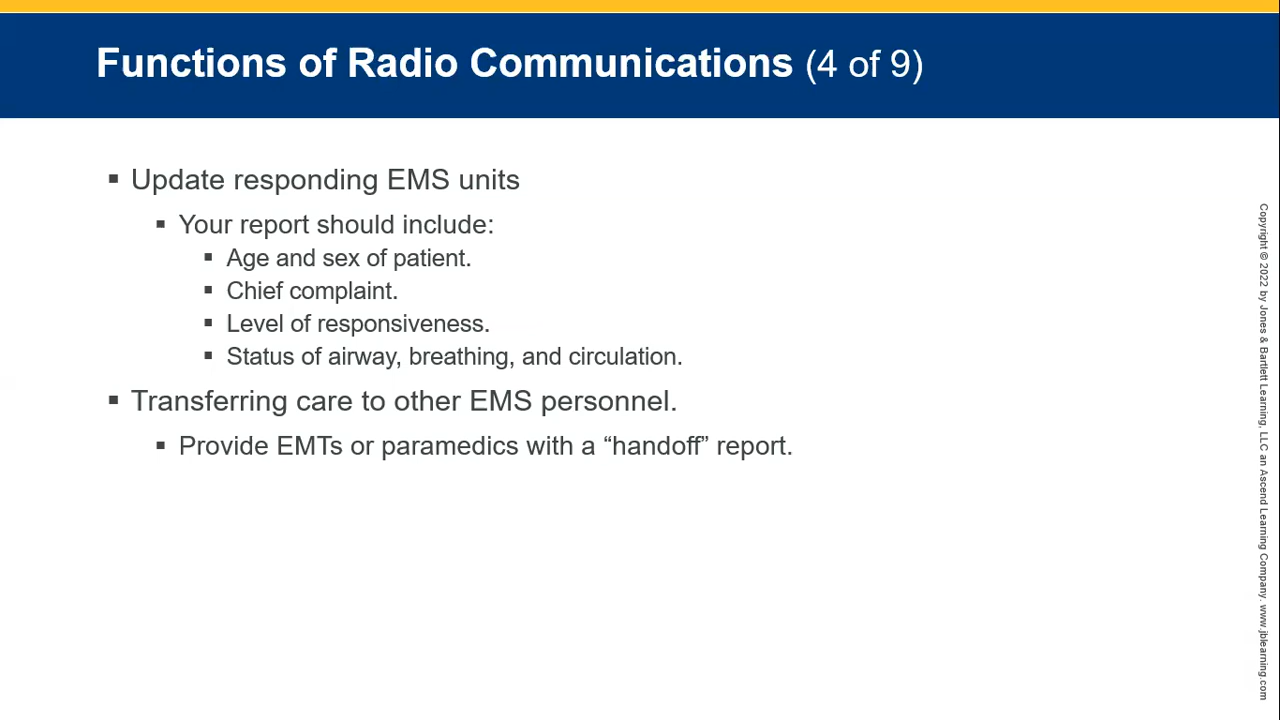 Functions of Radio Communications (4 of 9)
▪ Update responding EMS units
▪ Your report should include:
▪ Age and sex of patient.
▪ Chief complaint.
▪ Level of responsiveness.
▪ Status of airway, breathing, and circulation.
▪ Transferring care to other EMS personnel.
▪ Provide EMTs or paramedics with a “handoff” report.
Copyright © 2022 by Jones & Bartlett Learning, LLC an Ascend Learning Company. www.jblearning.com